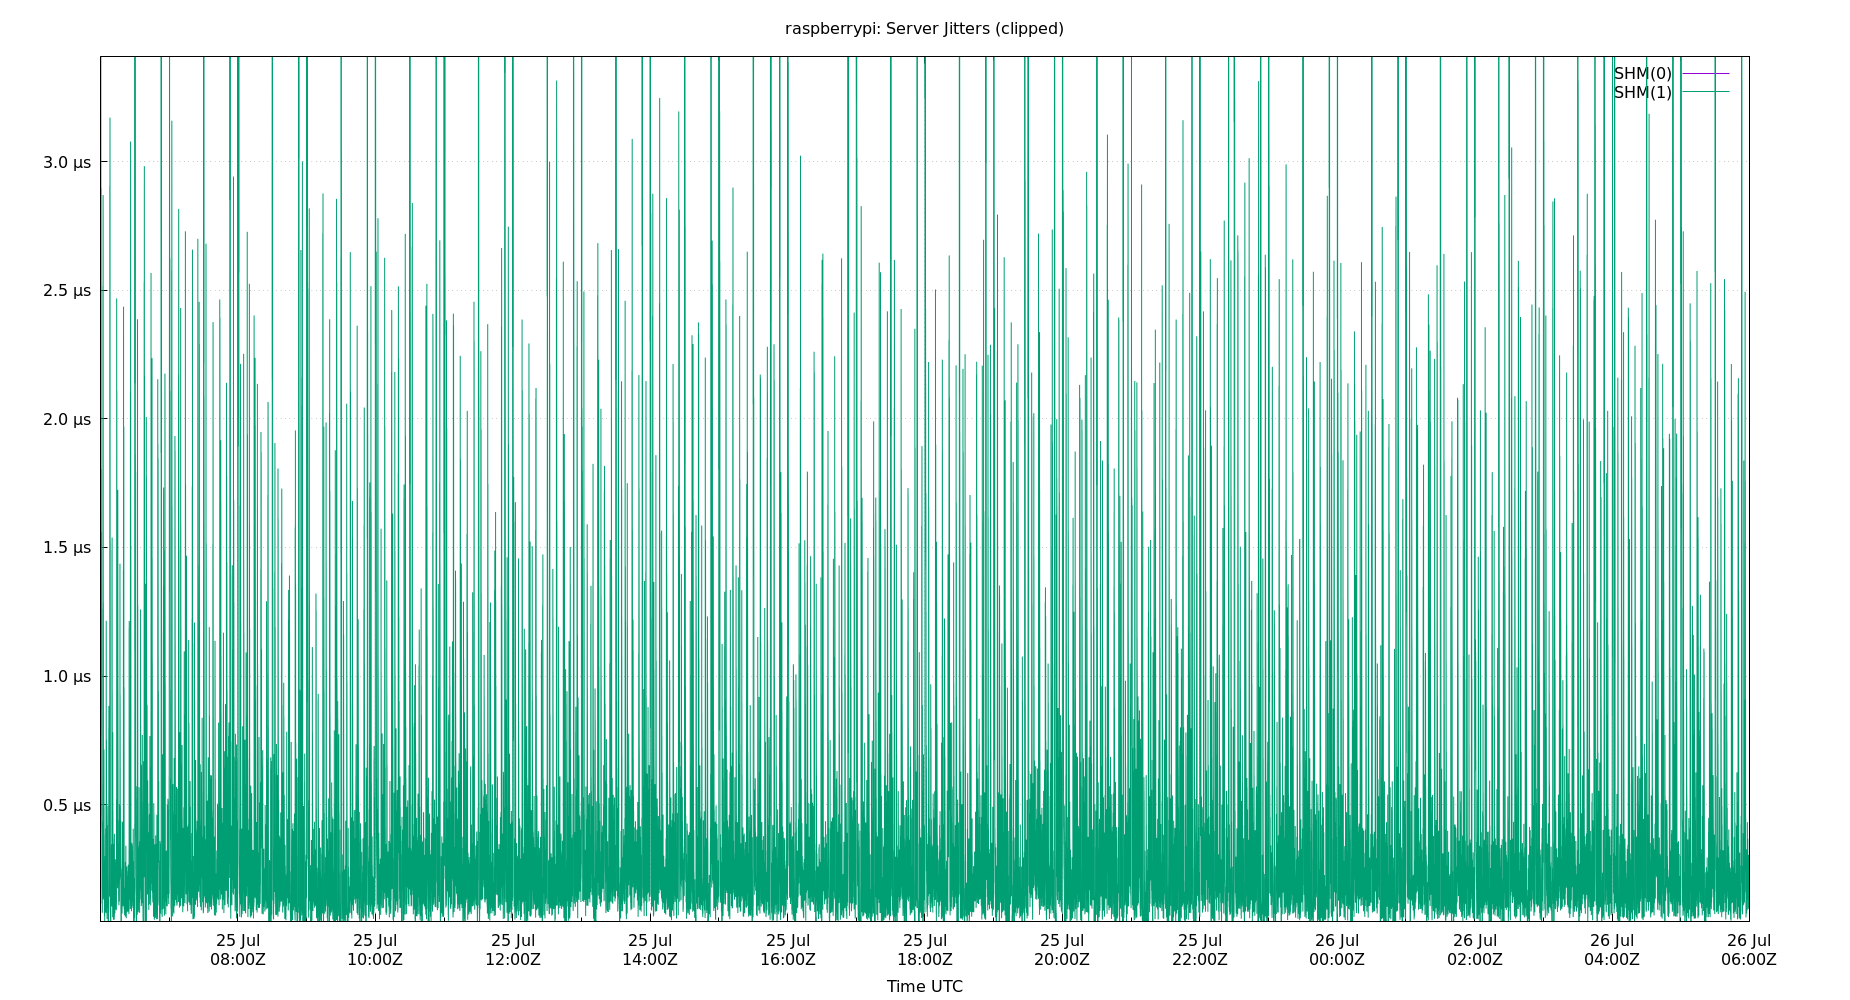 raspberrypi: Server Jitters (clipped)
SHM(0)
SHM(1)
3.0 µs
2.5 µs
2.0 µs
1.5 µs
1.0 µs
0.5 µs
25 Jul 25 Jul 25 Jul 25 Jul 25 Jul 25 Jul 25 Jul 25 Jul 26 Jul 26 Jul 26 Jul 26 Jul
08:00Z 10:00Z 12:00Z 14:00Z 16:00Z 18:00Z 20:00Z 22:00Z 00:00Z 02:00Z 04:00Z 06:00Z
Time UTC